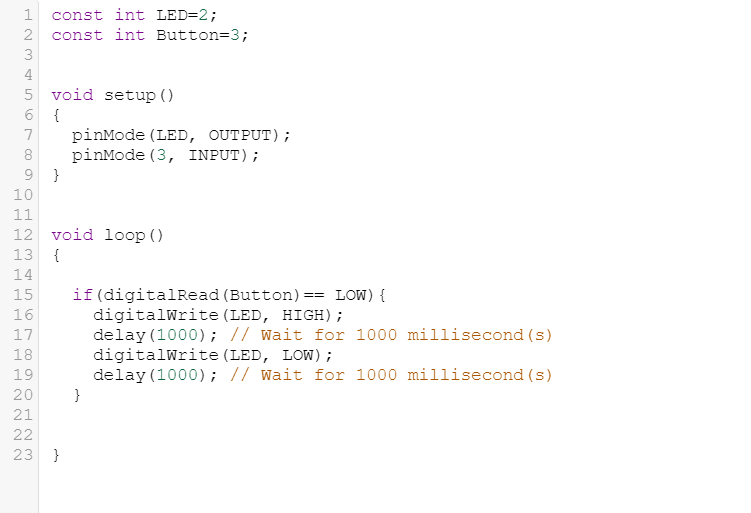 1 const int LED=2;
2 const int Button=3;
3
4
5 void setup()
6 {
7   pinMode(LED, OUTPUT);
8   pinMode(3, INPUT);
9 }
10
11
12 void loop()
13 {
14
15   if(digitalRead(Button)== LOW){
16     digitalWrite(LED, HIGH);
17     delay(1000); // Wait for 1000 millisecond(s)
18     digitalWrite(LED, LOW);
19     delay(1000); // Wait for 1000 millisecond(s)
20   }
21
22
23 }